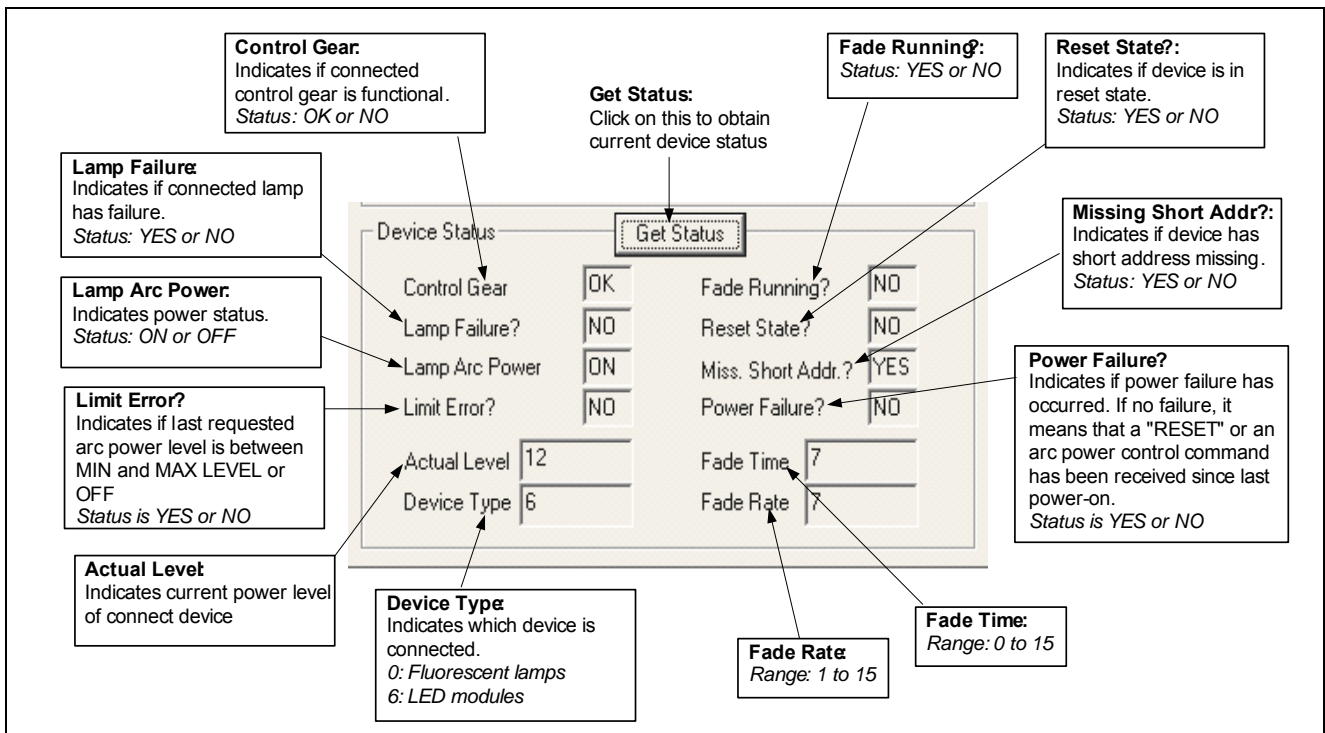 Control Gear:
Indicates if connected
control gear is functional.
Status: OK or NO
Fade Running?:
Status: YES or NO
Reset State?:
Indicates if device is in
reset state.
Status: YES or NO
Get Status:
Click on this to obtain
current device status
Lamp Failure:
Indicates if connected lamp
has failure.
Status: YES or NO
Missing Short Addr?:
Indicates if device has
short address missing.
Status: YES or NO
Lamp Arc Power:
Indicates power status.
Status: ON or OFF
Limit Error?
Indicates if last requested
arc power level is between
MIN and MAX LEVEL or
OFF
Status is YES or NO
Power Failure?
Indicates if power failure has
occurred. If no failure, it
means that a "RESET" or an
arc power control command
has been received since last
power-on.
Status is YES or NO
Device Status
Get Status
Control Gear OK
Fade Running? NO
Lamp Failure? NO
Reset State? NO
Lamp Arc Power ON
Miss. Short Addr.? YES
Limit Error? NO
Power Failure? NO
Actual Level 12
Fade Time 7
Device Type 6
Fade Rate 7
Actual Level:
Indicates current power level
of connect device
Device Type:
Indicates which device is
connected.
0: Fluorescent lamps
6: LED modules
Fade Rate:
Range: 1 to 15
Fade Time:
Range: 0 to 15